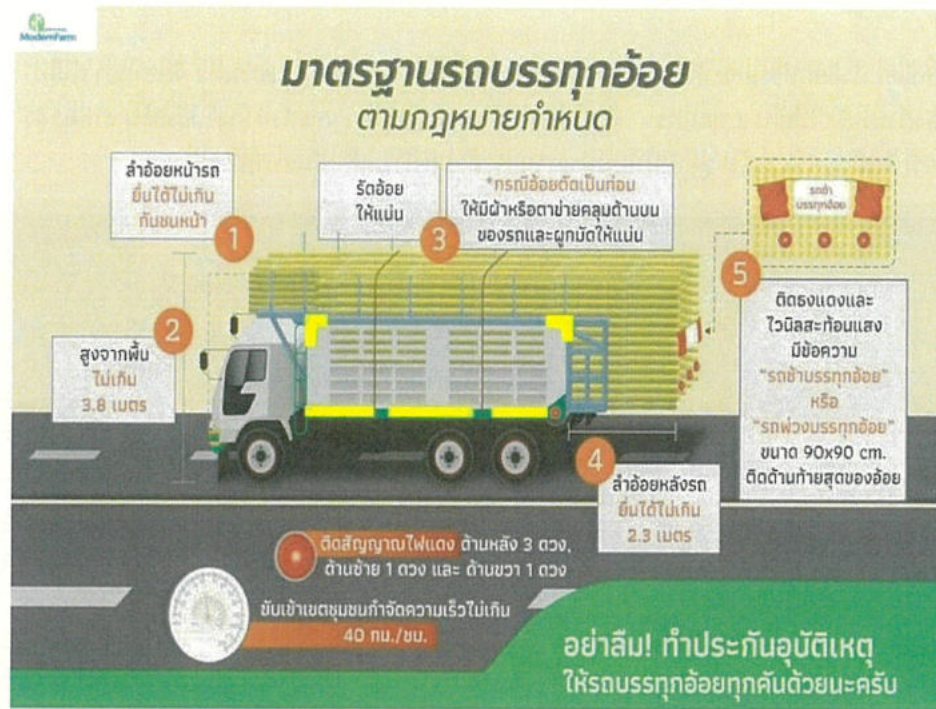 ModernFarm
มาตรฐานรถบรรทุกอ้อย
ตามกฎหมายกำหนด
ลำอ้อยหน้ารถ
ยื่นได้ไม่เกิน
กันชนหน้า
1
2
สูงจากพื้น
ไม่เกิน
3.8 เมตร
รัดอ้อย
ให้แน่น
3
*กรณีอ้อยตัดเป็นท่อน
ให้มีผ้าหรือตาข่ายคลุมด้านบน
ของรถและผูกมัดให้แน่น
รถช้า
บรรทุกอ้อย
5
ติดธงแดงและ
ไวนิลสะท้อนแสง
มีข้อความ
"รถช้าบรรทุกอ้อย"
หรือ
"รถพ่วงบรรทุกอ้อย"
ขนาด 90x90 cm.
ติดด้านท้ายสุดของอ้อย
4
ลำอ้อยหลังรถ
ยื่นได้ไม่เกิน
2.3 เมตร
ติดสัญญาณไฟแดง ด้านหลัง 3 ดวง,
ด้านซ้าย 1 ดวง และ ด้านขวา 1 ดวง
ขับเข้าเขตชุมชนกำจัดความเร็วไม่เกิน
40 กม./ชม.
อย่าลืม! ทำประกันอุบัติเหตุ
ให้รถบรรทุกอ้อยทุกคันด้วยนะครับ